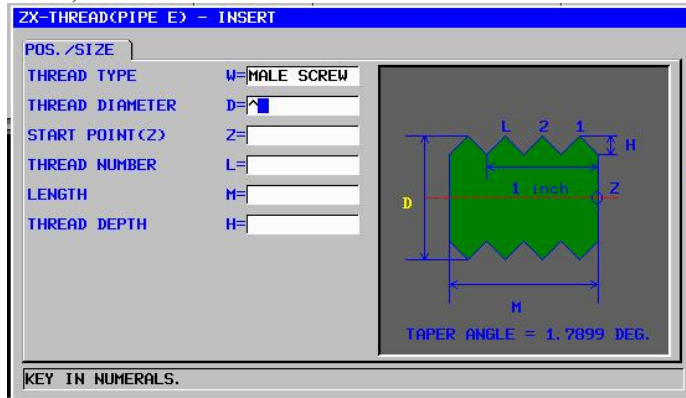 ZX-THREAD(PIPE E) - INSERT
POS./SIZE
THREAD TYPE W=MALE SCREW
THREAD DIAMETER D=^
START POINT(Z) Z=
THREAD NUMBER L=
LENGTH M=
THREAD DEPTH H=
L 2 1
H
1 inch Z
D
M
TAPER ANGLE = 1.7899 DEG.
KEY IN NUMERALS.